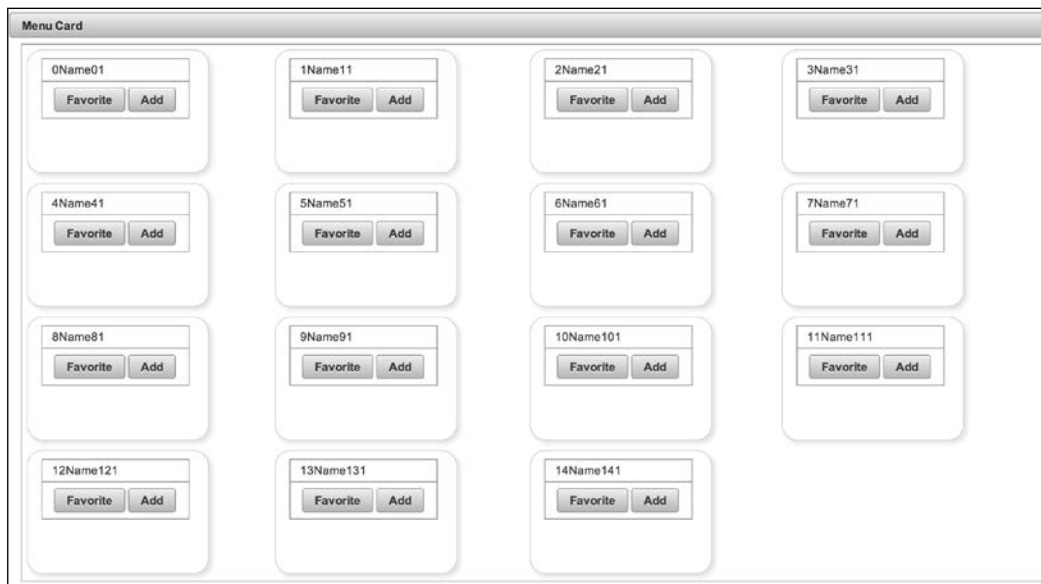 Menu Card
0Name01 1Name11 2Name21 3Name31
Favorite Add Favorite Add Favorite Add Favorite Add
4Name41 5Name51 6Name61 7Name71
Favorite Add Favorite Add Favorite Add Favorite Add
8Name81 9Name91 10Name101 11Name111
Favorite Add Favorite Add Favorite Add Favorite Add
12Name121 13Name131 14Name141
Favorite Add Favorite Add Favorite Add